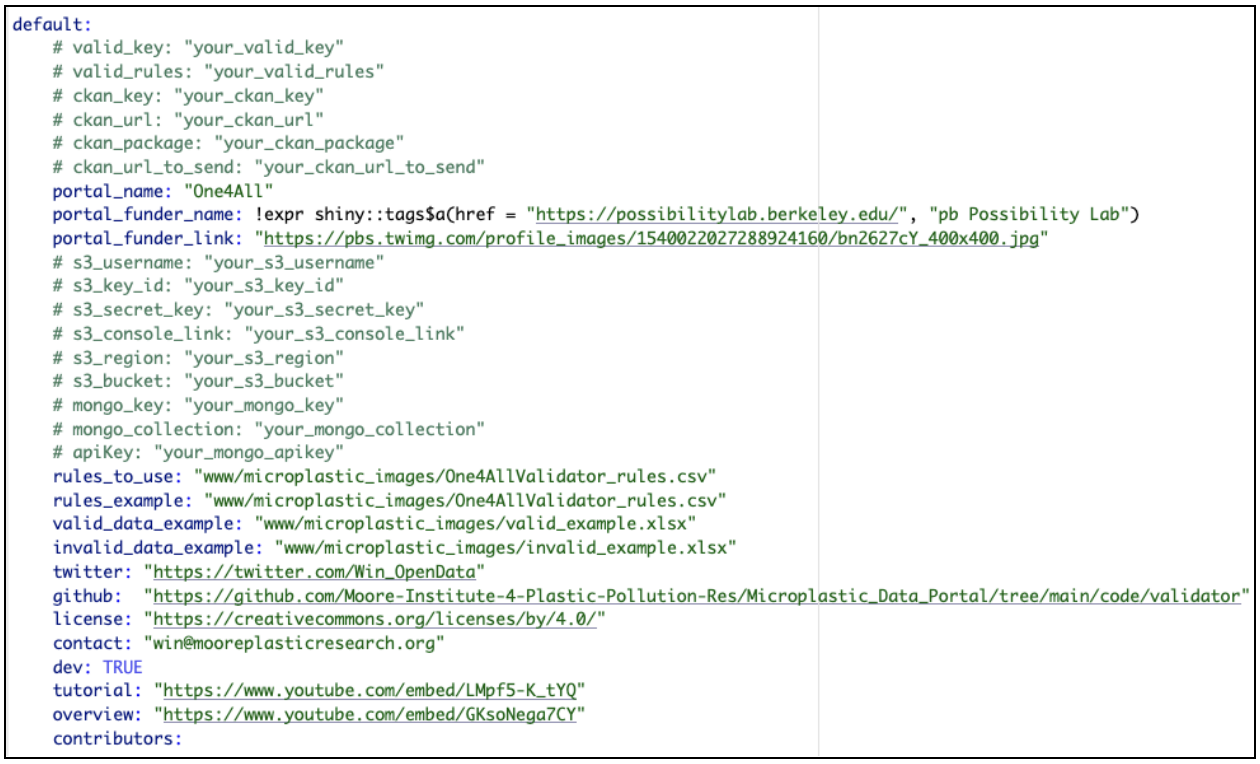 default:
    # valid_key: "your_valid_key"
    # valid_rules: "your_valid_rules"
    # ckan_key: "your_ckan_key"
    # ckan_url: "your_ckan_url"
    # ckan_package: "your_ckan_package"
    # ckan_url_to_send: "your_ckan_url_to_send"
    portal_name: "One4All"
    portal_funder_name: !expr shiny::tags$a(href = "https://possibilitylab.berkeley.edu/", "pb Possibility Lab")
    portal_funder_link: "https://pbs.twimg.com/profile_images/1540022027288924160/bn2627cY_400x400.jpg"
    # s3_username: "your_s3_username"
    # s3_key_id: "your_s3_key_id"
    # s3_secret_key: "your_s3_secret_key"
    # s3_console_link: "your_s3_console_link"
    # s3_region: "your_s3_region"
    # s3_bucket: "your_s3_bucket"
    # mongo_key: "your_mongo_key"
    # mongo_collection: "your_mongo_collection"
    # apiKey: "your_mongo_apikey"
    rules_to_use: "www/microplastic_images/One4AllValidator_rules.csv"
    rules_example: "www/microplastic_images/One4AllValidator_rules.csv"
    valid_data_example: "www/microplastic_images/valid_example.xlsx"
    invalid_data_example: "www/microplastic_images/invalid_example.xlsx"
    twitter: "https://twitter.com/Win_OpenData"
    github:  "https://github.com/Moore-Institute-4-Plastic-Pollution-Res/Microplastic_Data_Portal/tree/main/code/validator"
    license: "https://creativecommons.org/licenses/by/4.0/"
    contact: "win@mooreplasticresearch.org"
    dev: TRUE
    tutorial: "https://www.youtube.com/embed/LMpf5-K_tYQ"
    overview: "https://www.youtube.com/embed/GKsoNega7CY"
    contributors: